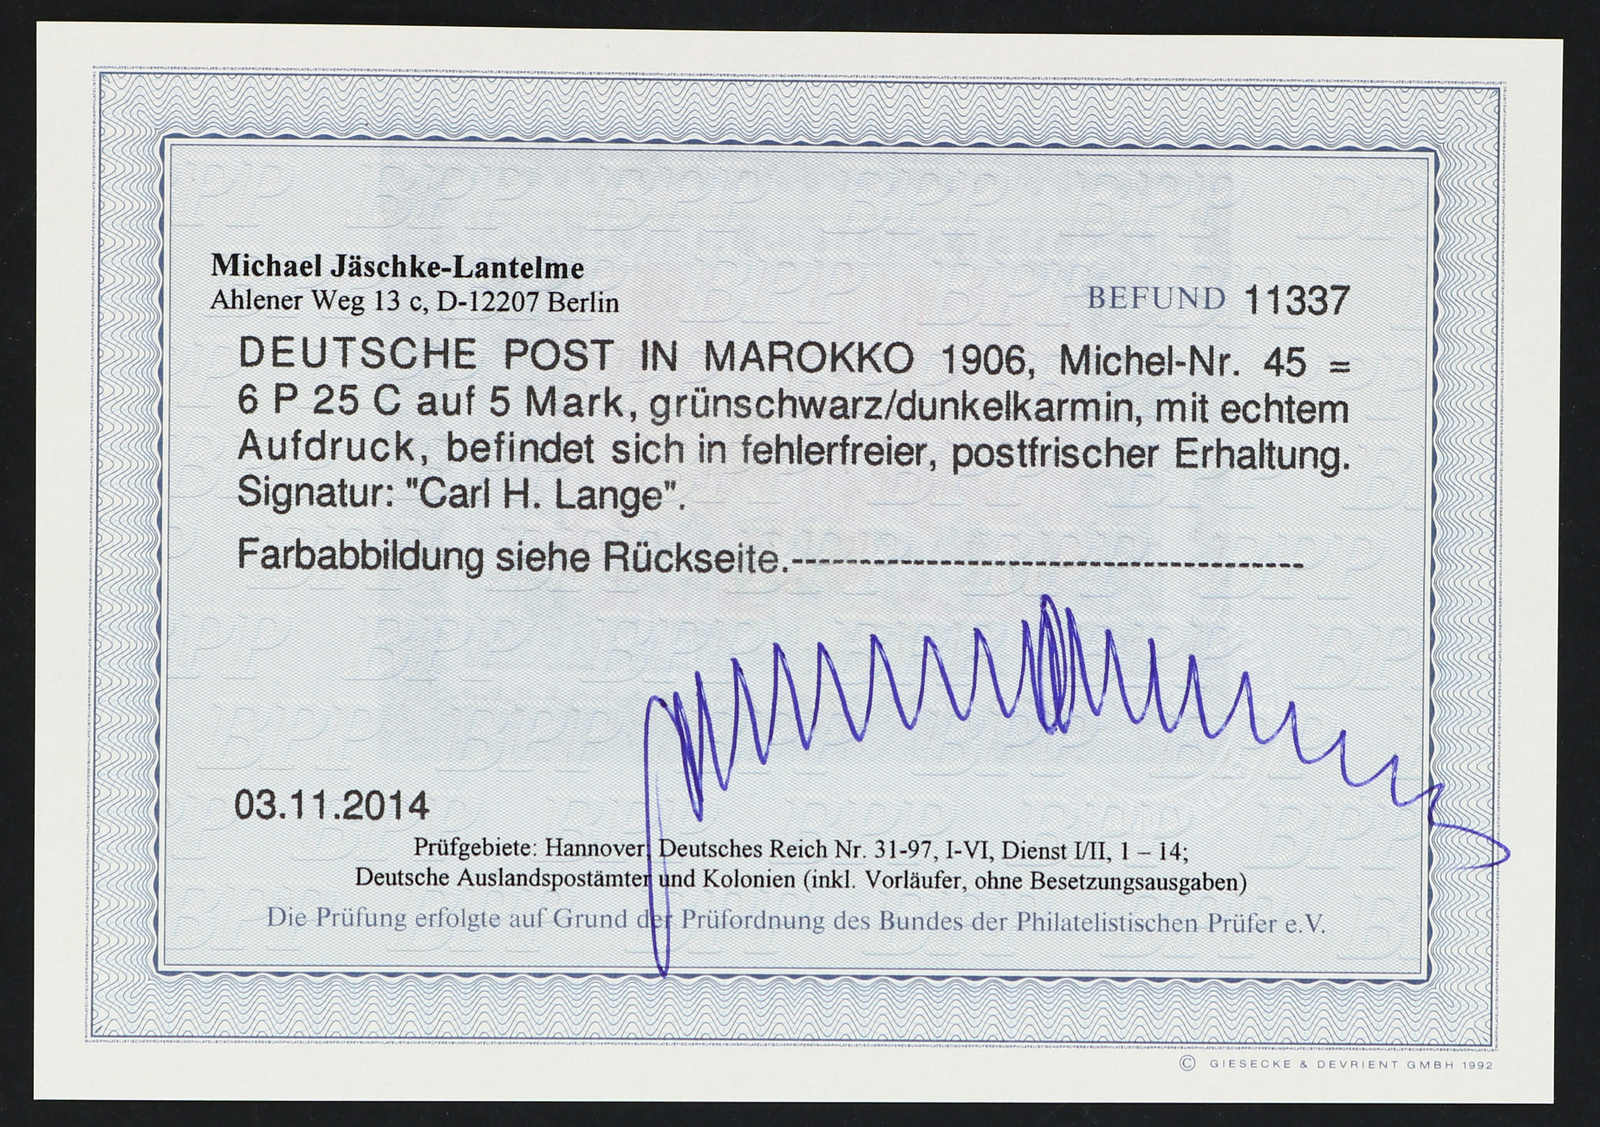 Michael Jäschke-Lantelme
Ahlener Weg 13 c, D-12207 Berlin
BEFUND 11337
DEUTSCHE POST IN MAROKKO 1906, Michel-Nr. 45 =
6 P 25 C auf 5 Mark, grünschwarz/dunkelkarmin, mit echtem
Aufdruck, befindet sich in fehlerfreier, postfrischer Erhaltung.
Signatur: "Carl H. Lange".
Farbabbildung siehe Rückseite.--------------------------------------
03.11.2014
Prüfgebiete: Hannover, Deutsches Reich Nr. 31-97, I-VI, Dienst I/II, 1 – 14;
Deutsche Auslandspostämter und Kolonien (inkl. Vorläufer, ohne Besetzungsausgaben)
Die Prüfung erfolgte auf Grund der Prüfordnung des Bundes der Philatelistischen Prüfer e.V.
© GIESECKE & DEVRIENT GMBH 1992